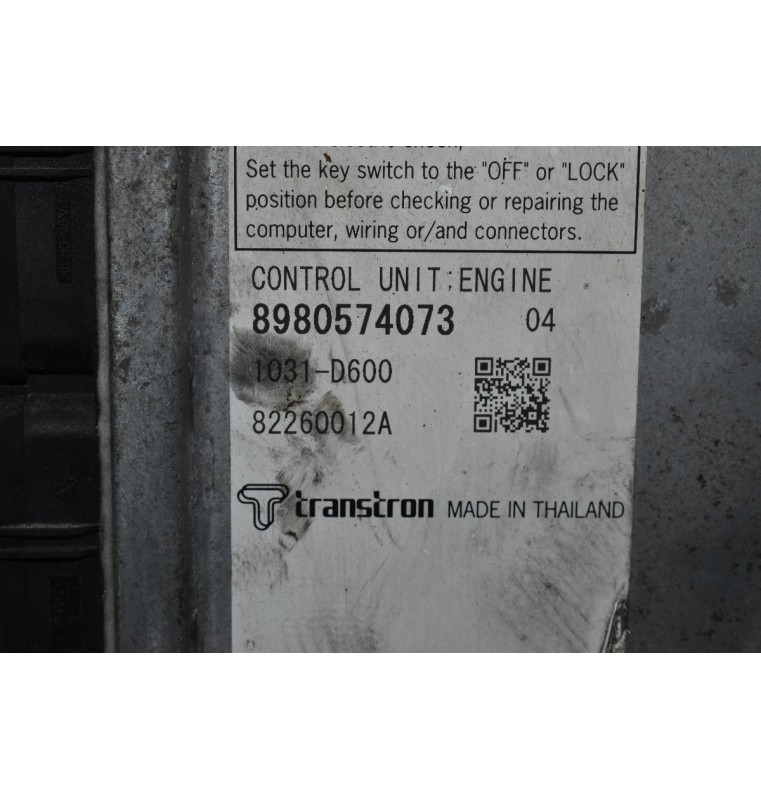 Set the key switch to the "OFF" or "LOCK"
position before checking or repairing the
computer, wiring or/and connectors.
CONTROL UNIT;ENGINE
8980574073 04
1031-D600
82260012A
transtron MADE IN THAILAND